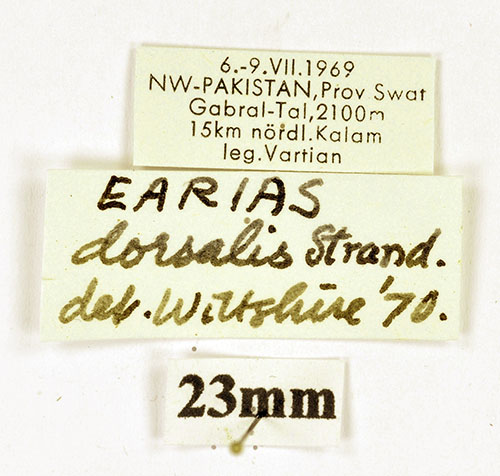 6.-9.VII.1969
NW-PAKISTAN,Prov Swat
Gabral-Tal,2100m
15km nördl.Kalam
leg.Vartian
EARIAS
dorsalis Strand.
det. Wiltshire '70.
23mm